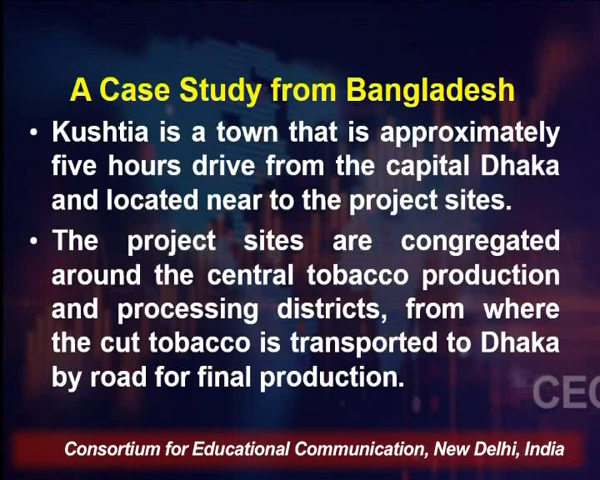 A Case Study from Bangladesh
• Kushtia is a town that is approximately
five hours drive from the capital Dhaka
and located near to the project sites.
• The project sites are congregated
around the central tobacco production
and processing districts, from where
the cut tobacco is transported to Dhaka
by road for final production.
CEC
Consortium for Educational Communication, New Delhi, India